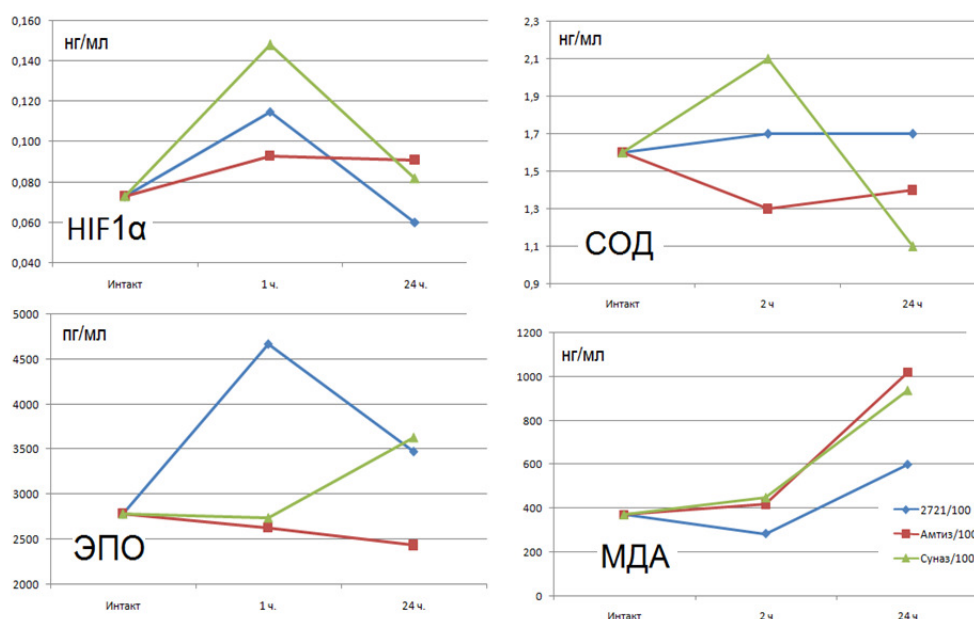 0,160
нг/мл
0,140
0,120
0,100
0,080
0,060
HIF1α
0,040
Интакт
1 ч.
24 ч.
2,3
нг/мл
2,1
1,9
1,7
1,5
1,3
1,1
СОД
0,9
Интакт
2 ч
24 ч
5000
пг/мл
4500
4000
3500
3000
2500
ЭПО
2000
Интакт
1 ч.
24 ч.
1200
нг/мл
1000
800
600
400
200
МДА
0
Интакт
2 ч
24 ч
2721/100
Амтиз/100
Суназ/100